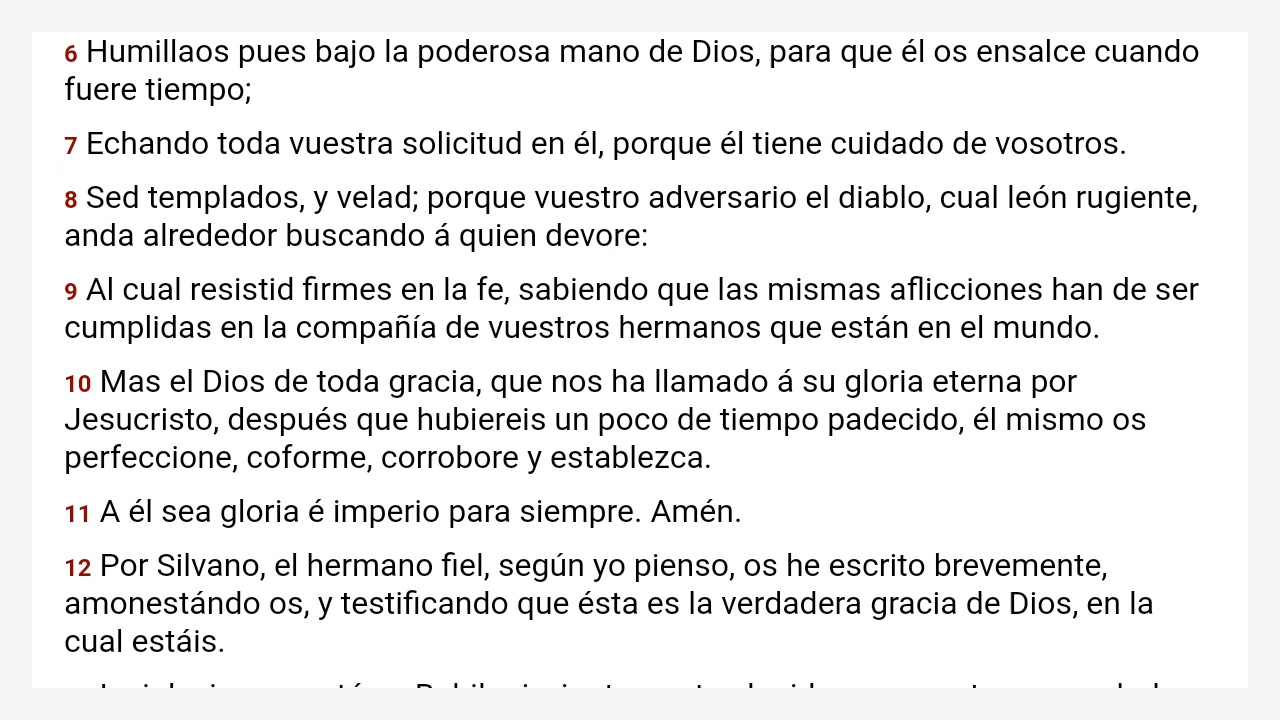 6 Humillaos pues bajo la poderosa mano de Dios, para que él os ensalce cuando
fuere tiempo;
7 Echando toda vuestra solicitud en él, porque él tiene cuidado de vosotros.
8 Sed templados, y velad; porque vuestro adversario el diablo, cual león rugiente,
anda alrededor buscando á quien devore:
9 Al cual resistid firmes en la fe, sabiendo que las mismas aflicciones han de ser
cumplidas en la compañía de vuestros hermanos que están en el mundo.
10 Mas el Dios de toda gracia, que nos ha llamado á su gloria eterna por
Jesucristo, después que hubiereis un poco de tiempo padecido, él mismo os
perfeccione, coforme, corrobore y establezca.
11 A él sea gloria é imperio para siempre. Amén.
12 Por Silvano, el hermano fiel, según yo pienso, os he escrito brevemente,
amonestándo os, y testificando que ésta es la verdadera gracia de Dios, en la
cual estáis.